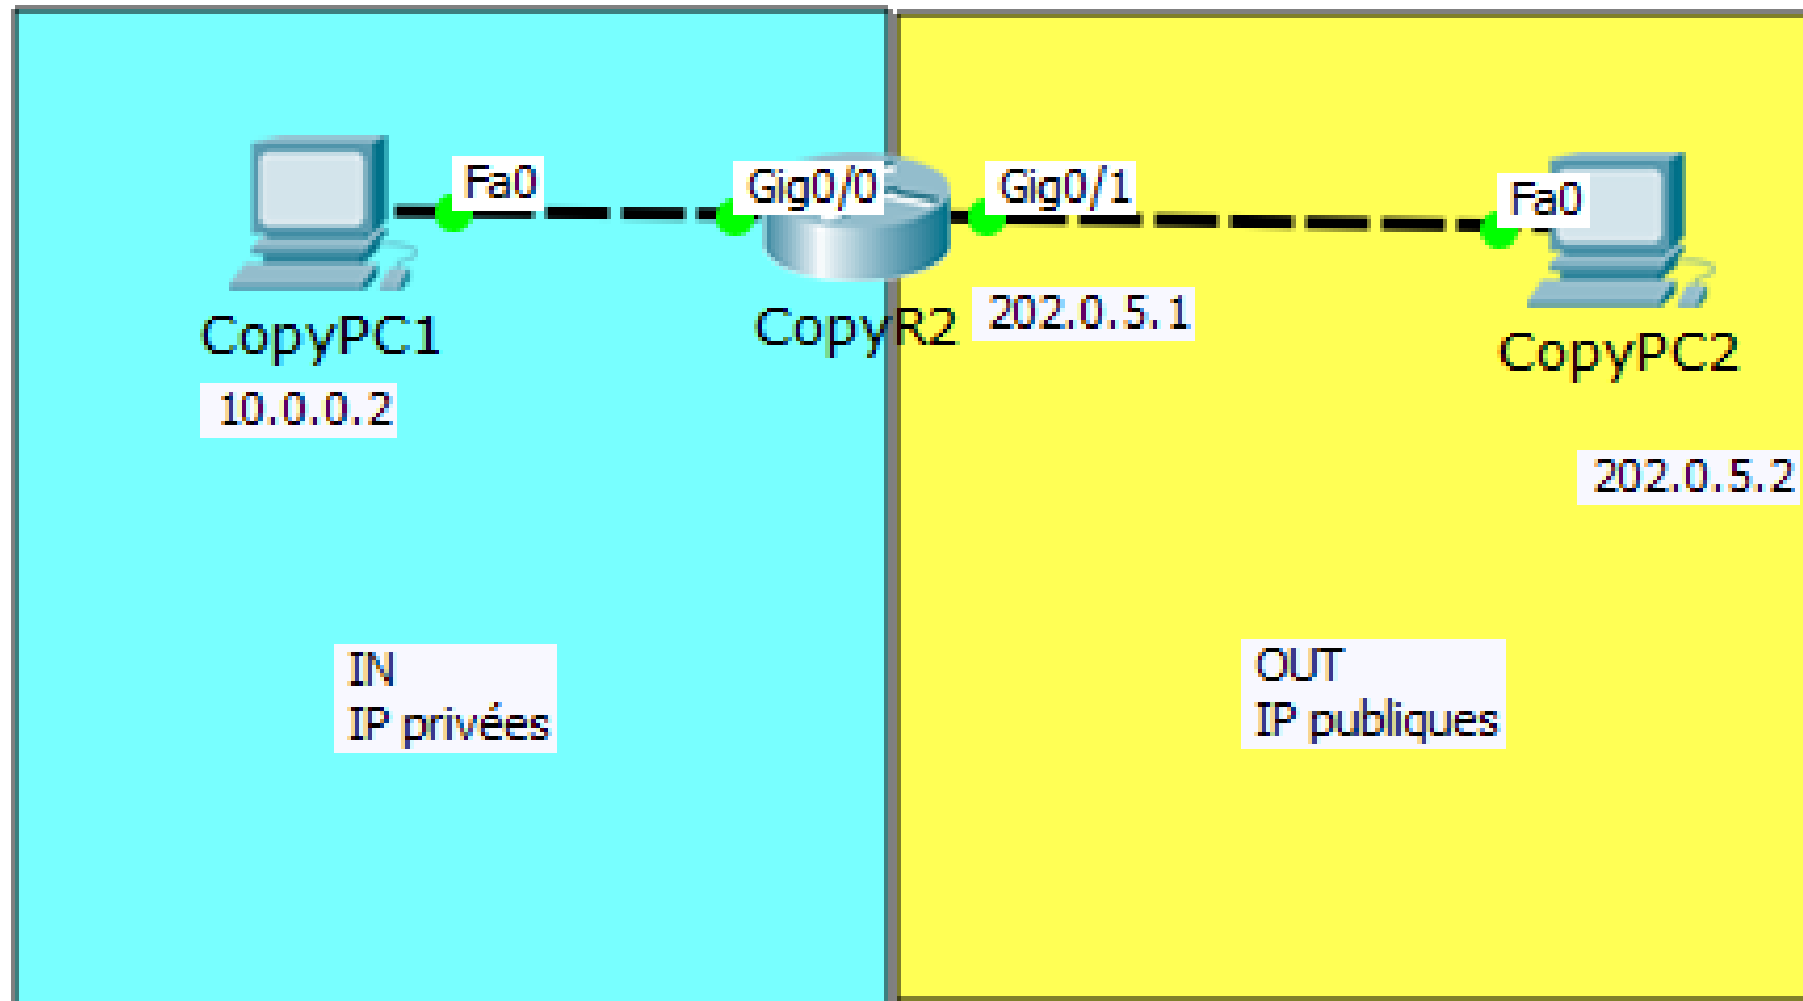 Fa0
Gig0/0
Gig0/1
Fa0
CopyPC1
CopyR2
202.0.5.1
CopyPC2
10.0.0.2
202.0.5.2
IN
IP privées
OUT
IP publiques